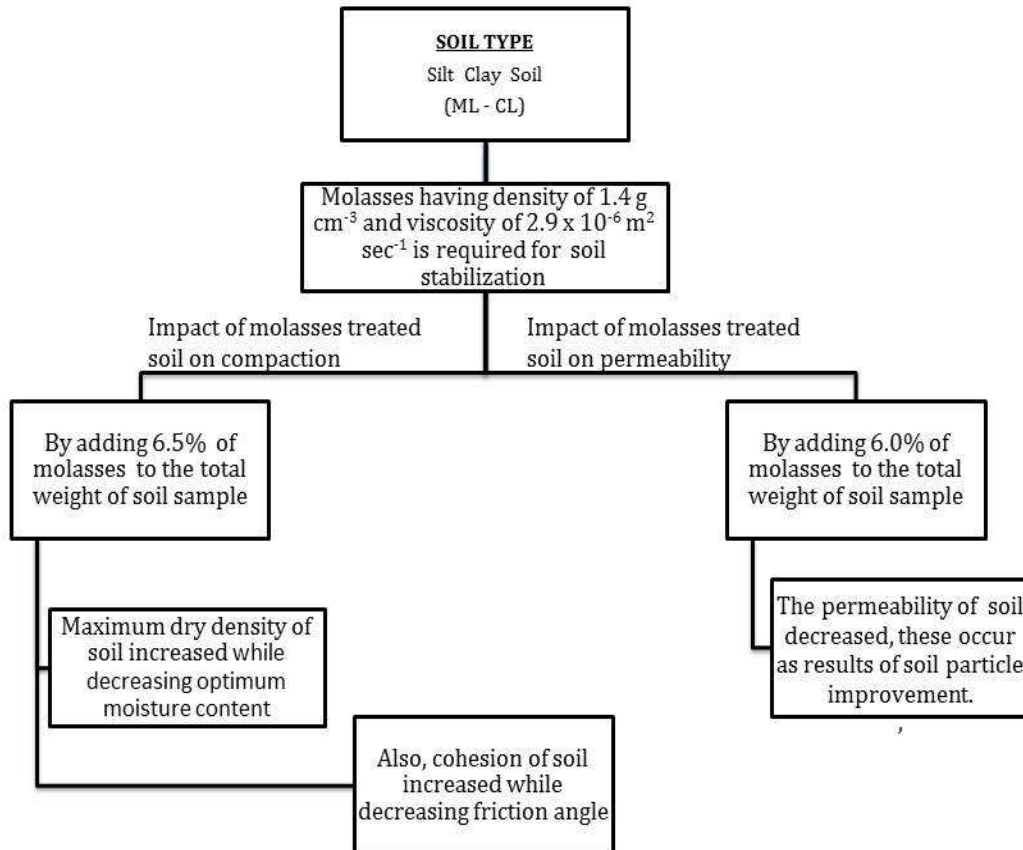 SOIL TYPE
Silt Clay Soil
(ML - CL)
Molasses having density of 1.4 g
cm⁻³ and viscosity of 2.9 x 10⁻⁶ m²
sec⁻¹ is required for soil
stabilization
Impact of molasses treated
soil on compaction
Impact of molasses treated
soil on permeability
By adding 6.5% of
molasses to the total
weight of soil sample
By adding 6.0% of
molasses to the total
weight of soil sample
Maximum dry density of
soil increased while
decreasing optimum
moisture content
The permeability of soil
decreased, these occur
as results of soil particle
improvement.
,
Also, cohesion of soil
increased while
decreasing friction angle